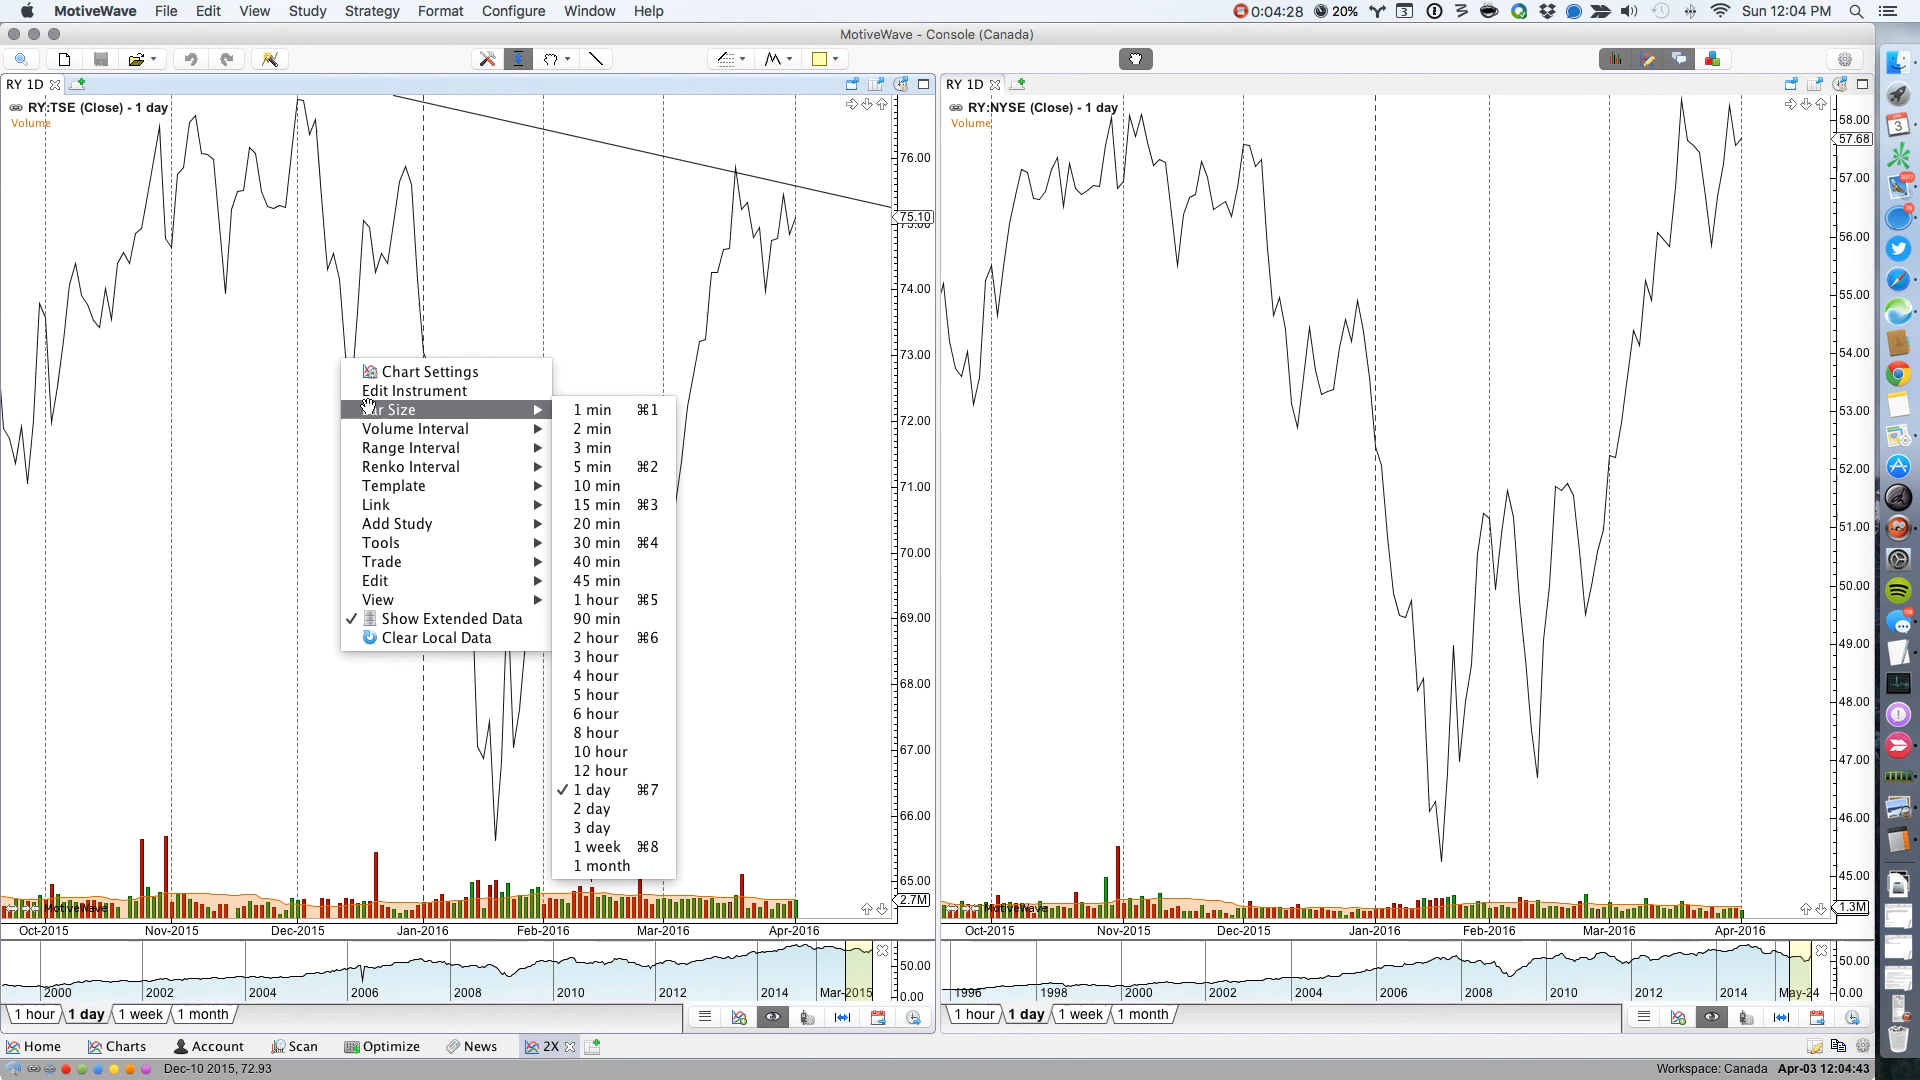 MotiveWave File Edit View Study Strategy Format Configure Window Help 0:04:28 20% 3 Sun 12:04 PM
MotiveWave - Console (Canada)
RY 1D
RY:TSE (Close) - 1 day
Volume
76.00
75.10
75.00
74.00
73.00
72.00
71.00
70.00
69.00
68.00
67.00
66.00
65.00
2.7M
MotiveWave
Oct-2015 Nov-2015 Dec-2015 Jan-2016 Feb-2016 Mar-2016 Apr-2016
50.00
0.00
2000 2002 2004 2006 2008 2010 2012 2014 Mar-2015
1 hour 1 day 1 week 1 month
Chart Settings
Edit Instrument
Bar Size
Volume Interval
Range Interval
Renko Interval
Template
Link
Add Study
Tools
Trade
Edit
View
✓ Show Extended Data
Clear Local Data
1 min ⌘1
2 min
3 min
5 min ⌘2
10 min
15 min ⌘3
20 min
30 min ⌘4
40 min
45 min
1 hour ⌘5
90 min
2 hour ⌘6
3 hour
4 hour
5 hour
6 hour
8 hour
10 hour
12 hour
✓ 1 day ⌘7
2 day
3 day
1 week ⌘8
1 month
RY 1D
RY:NYSE (Close) - 1 day
Volume
58.00
57.68
57.00
56.00
55.00
54.00
53.00
52.00
51.00
50.00
49.00
48.00
47.00
46.00
45.00
1.3M
MotiveWave
Oct-2015 Nov-2015 Dec-2015 Jan-2016 Feb-2016 Mar-2016 Apr-2016
50.00
0.00
1996 1998 2000 2002 2004 2006 2008 2010 2012 2014 May-24
1 hour 1 day 1 week 1 month
Home Charts Account Scan Optimize News 2X
Dec-10 2015, 72.93
Workspace: Canada Apr-03 12:04:43